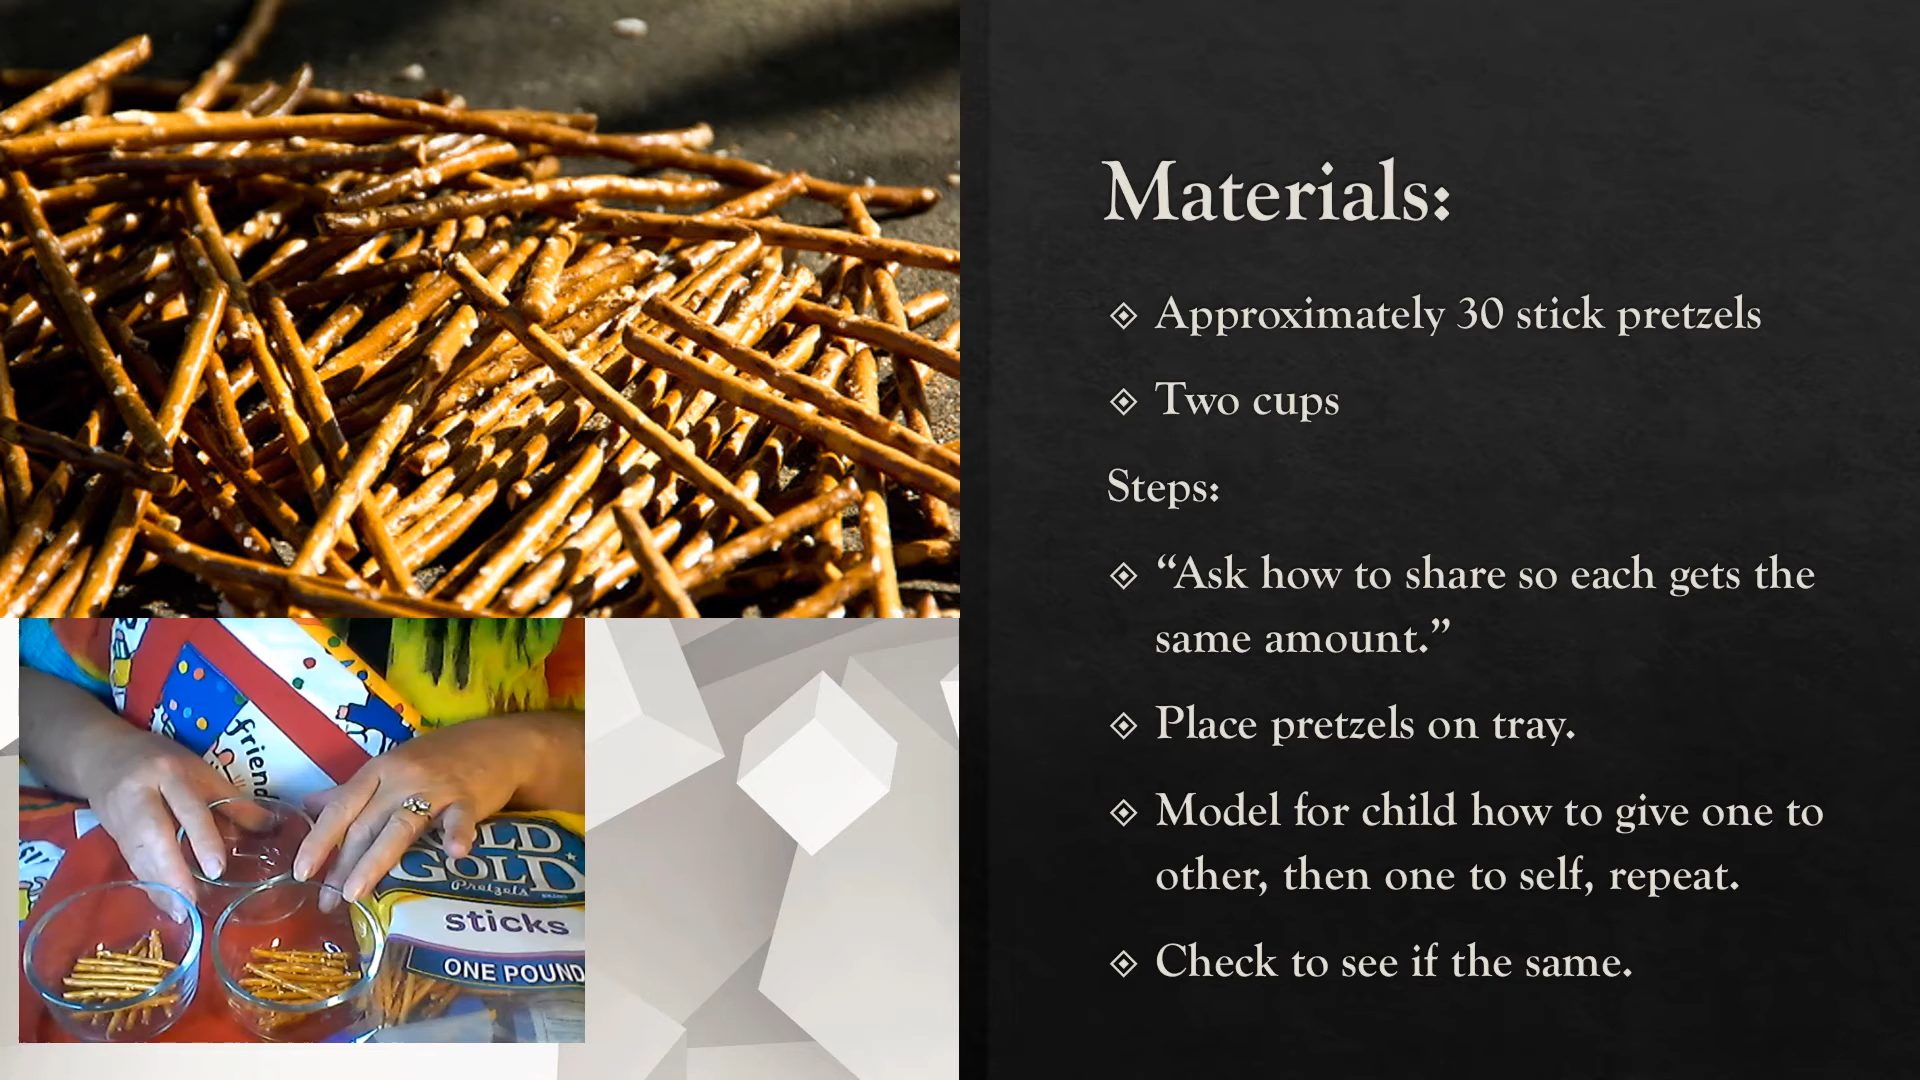 Materials:
Approximately 30 stick pretzels
Two cups
Steps:
“Ask how to share so each gets the
same amount.”
Place pretzels on tray.
Model for child how to give one to
other, then one to self, repeat.
Check to see if the same.
friend
GOLD
Pretzels
sticks
ONE POUND